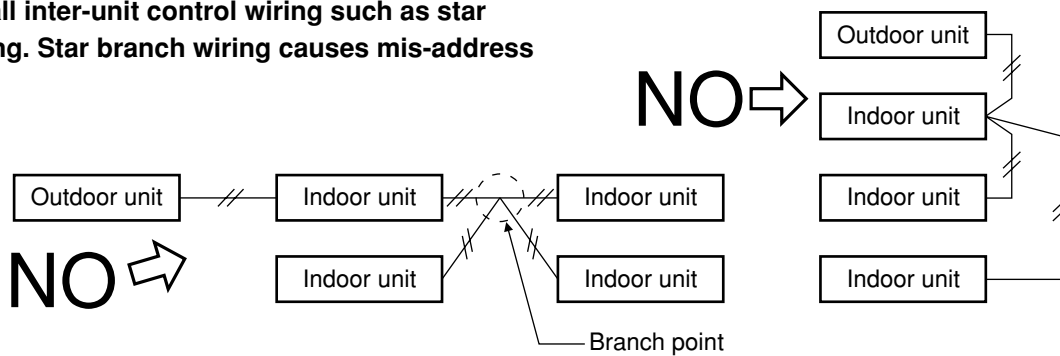 all inter-unit control wiring such as star
Star branch wiring causes mis-address
Outdoor unit
NO
Indoor unit
Outdoor unit
Indoor unit
Indoor unit
Indoor unit
NO
Indoor unit
Indoor unit
Indoor unit
Branch point